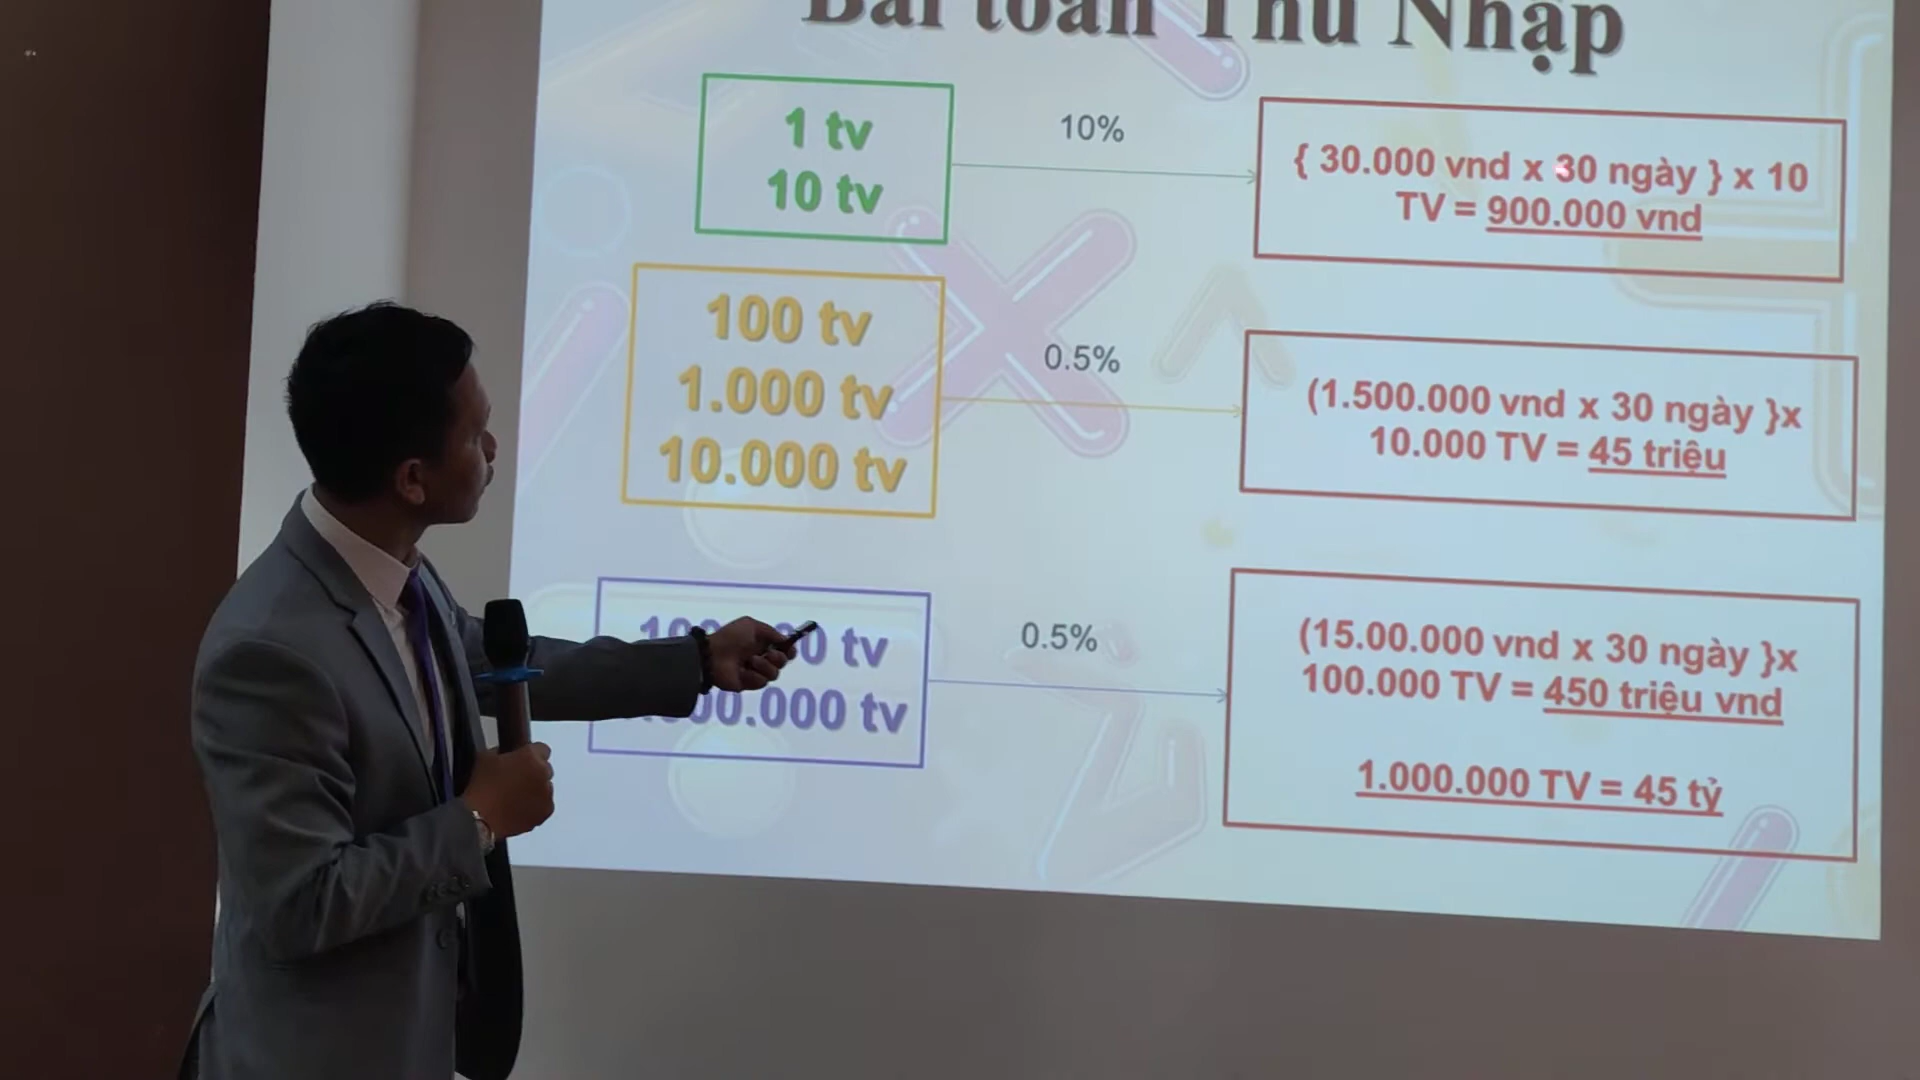 Bài toán Thu Nhập
1 tv
10 tv
10%
{ 30.000 vnd x 30 ngày } x 10
TV = 900.000 vnd
100 tv
1.000 tv
10.000 tv
0.5%
(1.500.000 vnd x 30 ngày }x
10.000 TV = 45 triệu
tv
tv
0.5%
(15.00.000 vnd x 30 ngày }x
100.000 TV = 450 triệu vnd
1.000.000 TV = 45 tỷ